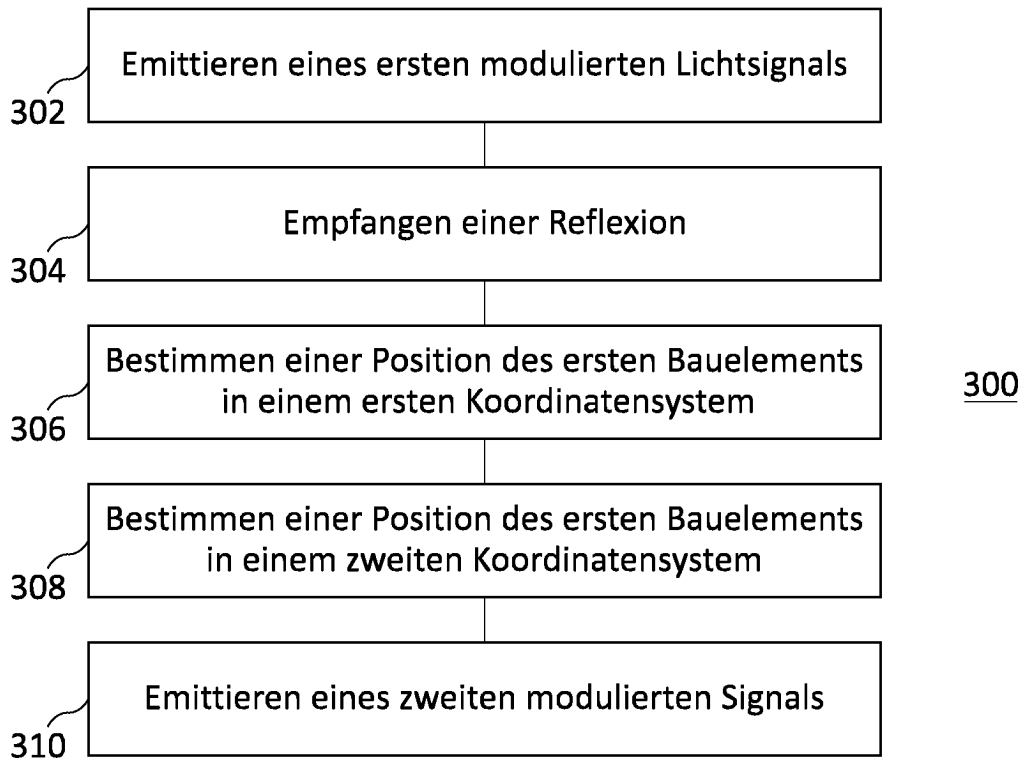 Emittieren eines ersten modulierten Lichtsignals
302
Empfangen einer Reflexion
304
Bestimmen einer Position des ersten Bauelements
in einem ersten Koordinatensystem
306
300
Bestimmen einer Position des ersten Bauelements
in einem zweiten Koordinatensystem
308
Emittieren eines zweiten modulierten Signals
310